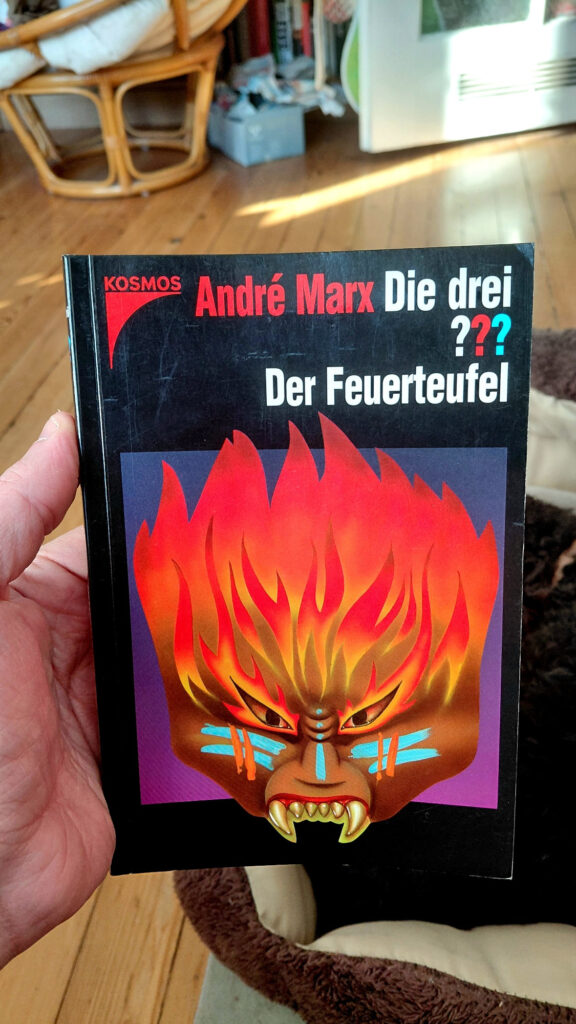 KOSMOS
André Marx Die drei
???
Der Feuerteufel